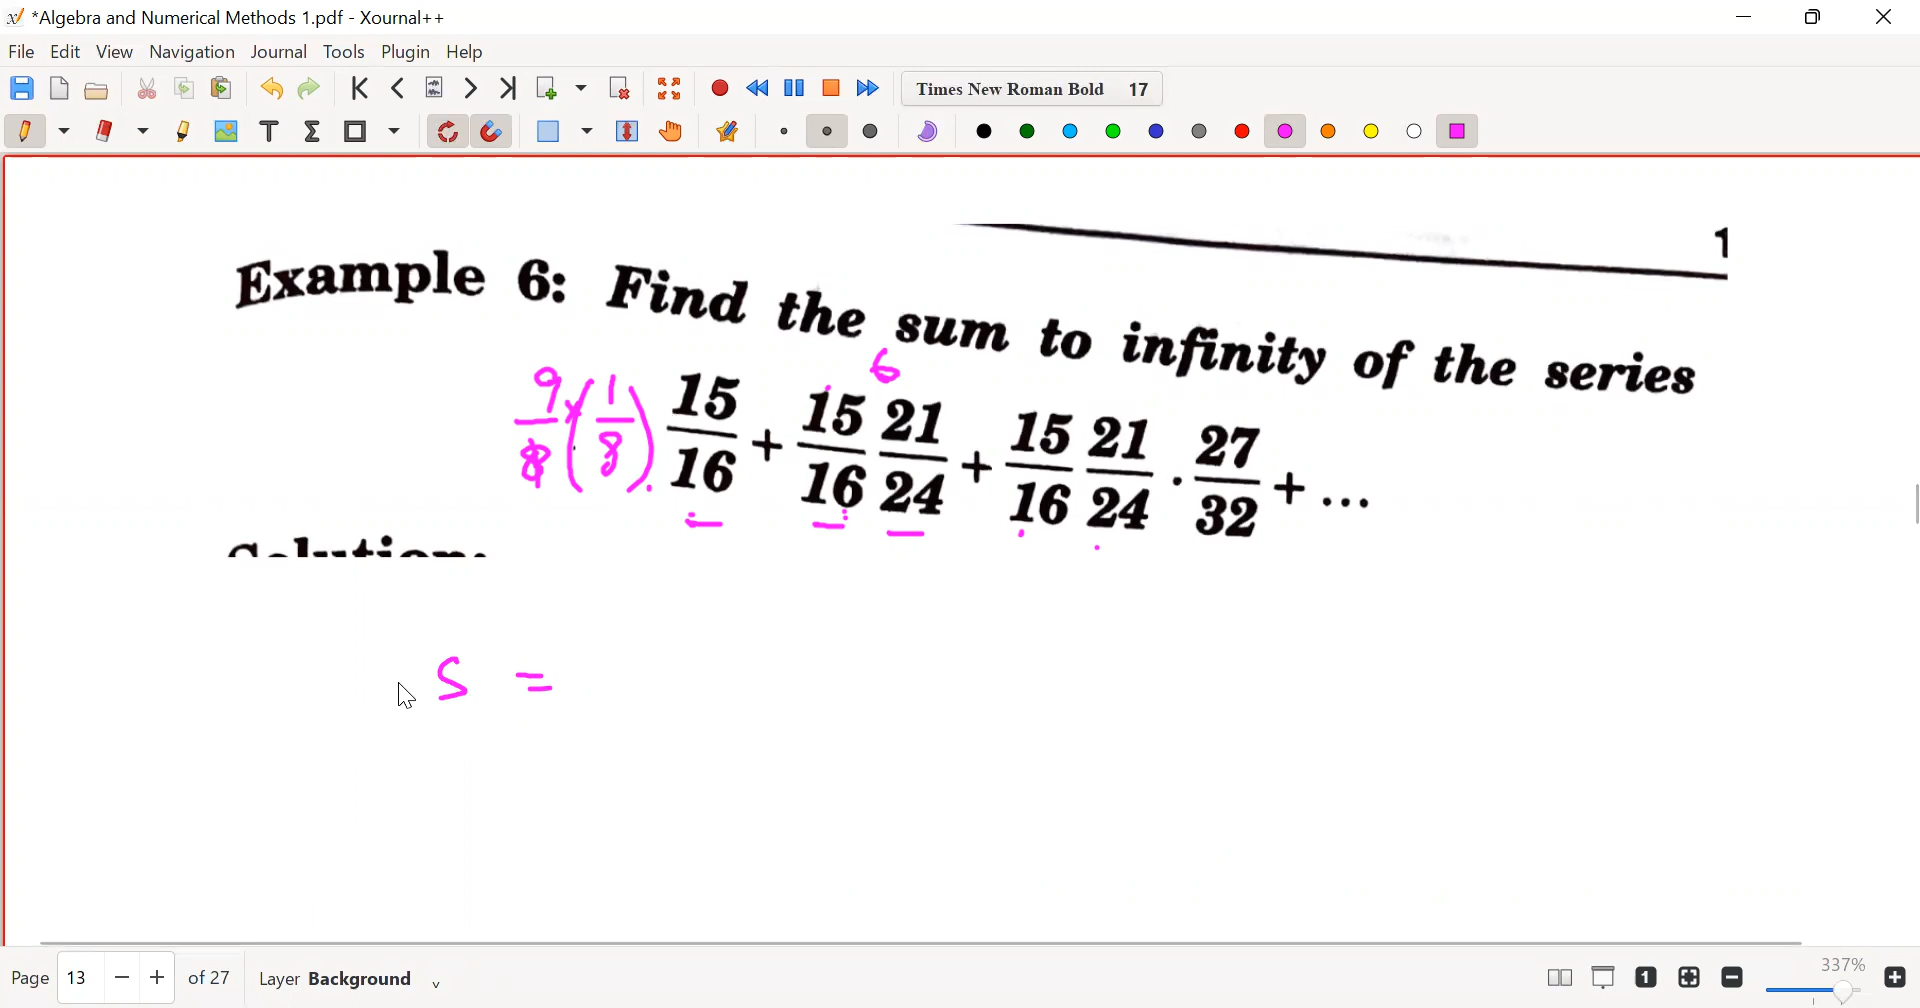 *Algebra and Numerical Methods 1.pdf - Xournal++
File Edit View Navigation Journal Tools Plugin Help
Times New Roman Bold 17
1
Example 6: Find the sum to infinity of the series
9/8 × (1/8) . 15/16 + 15/16 21/24 + 15/16 21/24 · 27/32 + ...
6
Solution:
S =
Page 13 of 27 Layer Background 337%